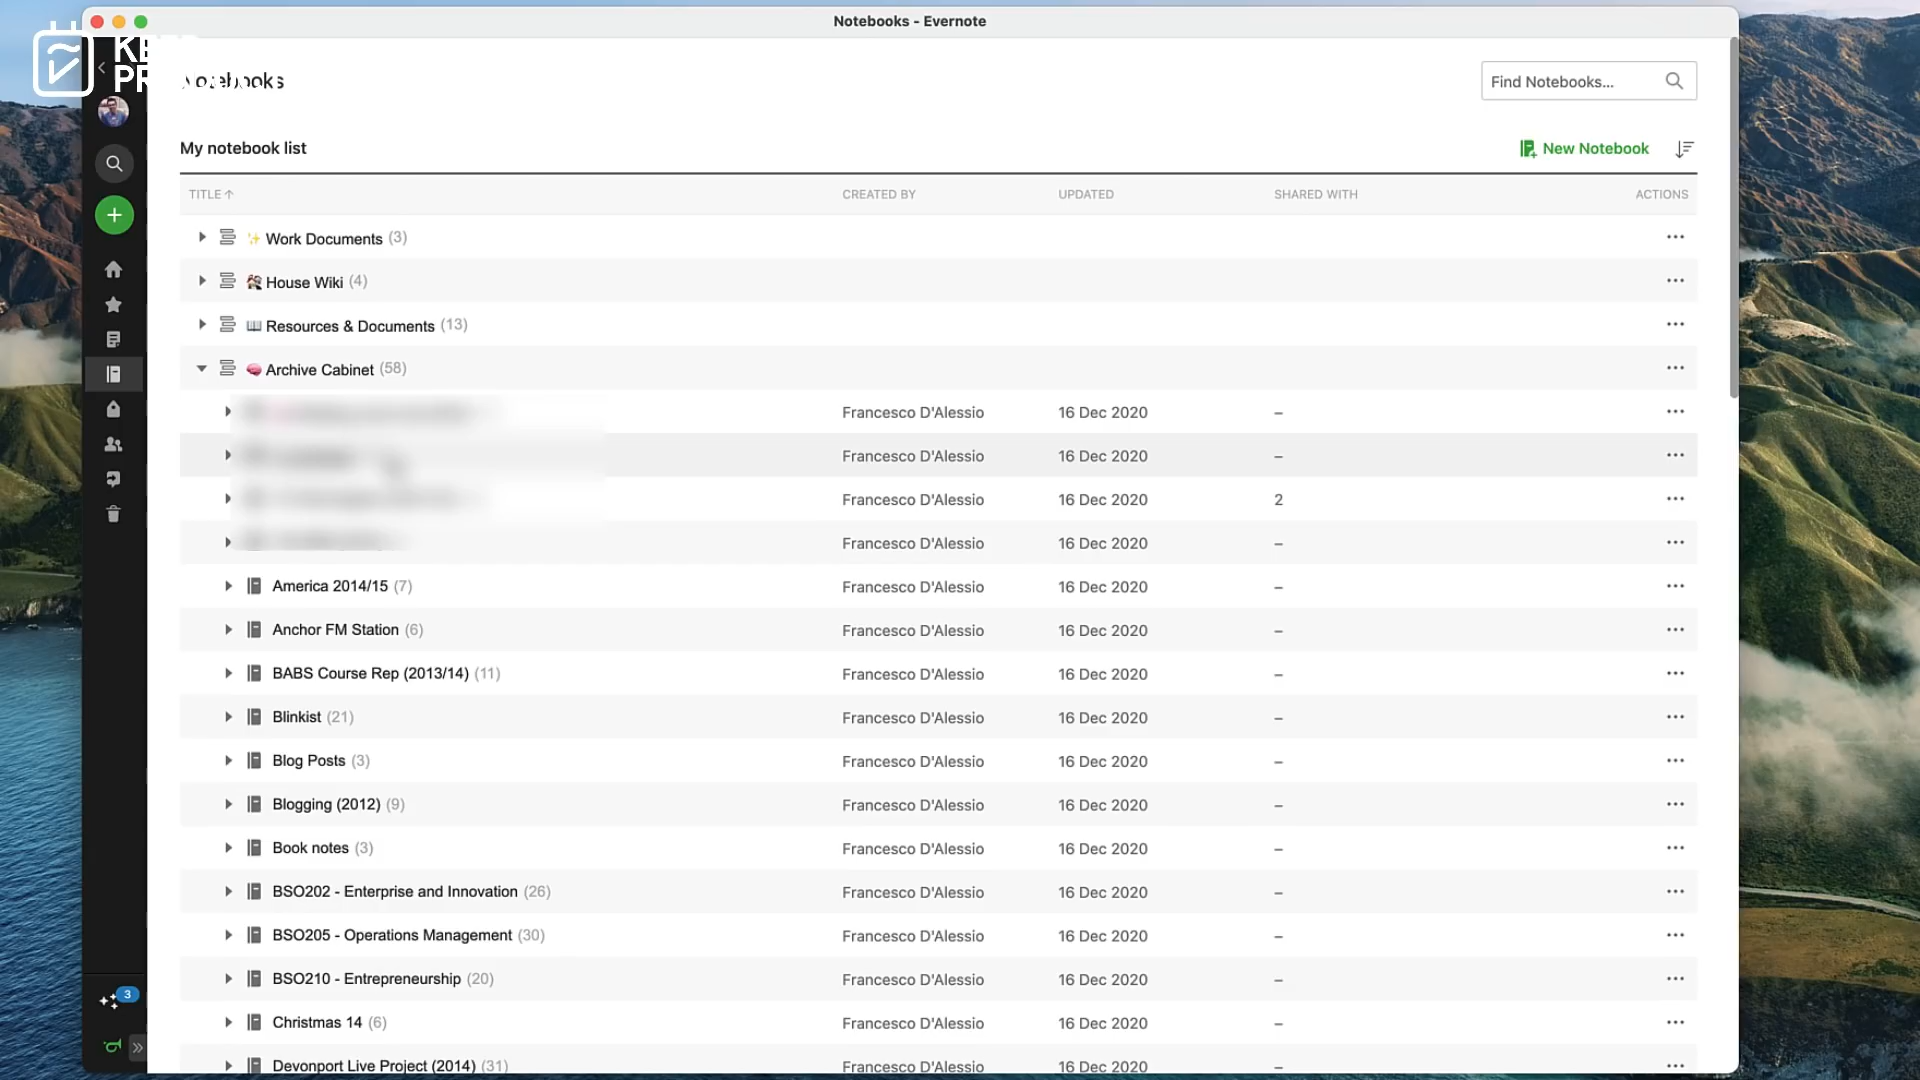 Notebooks - Evernote
Notebooks
Find Notebooks...
My notebook list
New Notebook
TITLE CREATED BY UPDATED SHARED WITH ACTIONS
Work Documents (3)
House Wiki (4)
Resources & Documents (13)
Archive Cabinet (58)
Francesco D'Alessio 16 Dec 2020 –
Francesco D'Alessio 16 Dec 2020 –
Francesco D'Alessio 16 Dec 2020 2
Francesco D'Alessio 16 Dec 2020 –
America 2014/15 (7) Francesco D'Alessio 16 Dec 2020 –
Anchor FM Station (6) Francesco D'Alessio 16 Dec 2020 –
BABS Course Rep (2013/14) (11) Francesco D'Alessio 16 Dec 2020 –
Blinkist (21) Francesco D'Alessio 16 Dec 2020 –
Blog Posts (3) Francesco D'Alessio 16 Dec 2020 –
Blogging (2012) (9) Francesco D'Alessio 16 Dec 2020 –
Book notes (3) Francesco D'Alessio 16 Dec 2020 –
BSO202 - Enterprise and Innovation (26) Francesco D'Alessio 16 Dec 2020 –
BSO205 - Operations Management (30) Francesco D'Alessio 16 Dec 2020 –
BSO210 - Entrepreneurship (20) Francesco D'Alessio 16 Dec 2020 –
Christmas 14 (6) Francesco D'Alessio 16 Dec 2020 –
3
Devonport Live Project (2014) (31) Francesco D'Alessio 16 Dec 2020 –